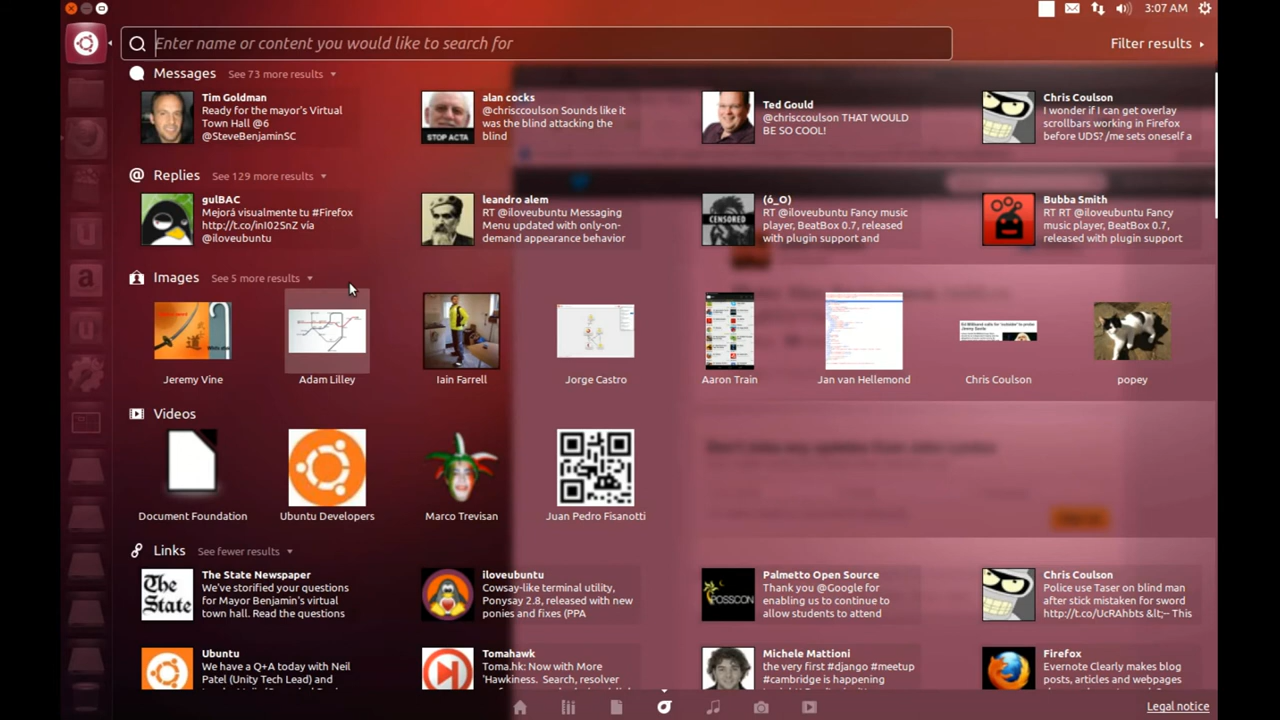 3:07 AM
Enter name or content you would like to search for
Filter results
Messages See 73 more results
Tim Goldman
Ready for the mayor's Virtual
Town Hall @6
@SteveBenjaminSC
STOP ACTA
alan cocks
@chrisccoulson Sounds like it
was the blind attacking the
blind
Ted Gould
@chrisccoulson THAT WOULD
BE SO COOL!
Chris Coulson
I wonder if I can get overlay
scrollbars working in Firefox
before UDS? /me sets oneself a
@ Replies See 129 more results
gulBAC
Mejorá visualmente tu #Firefox
http://t.co/inI02SnZ via
@iloveubuntu
leandro alem
RT @iloveubuntu Messaging
Menu updated with only-on-
demand appearance behavior
CENSORED
(ó_O)
RT @iloveubuntu Fancy music
player, BeatBox 0.7, released
with plugin support and
Bubba Smith
RT RT @iloveubuntu Fancy
music player, BeatBox 0.7,
released with plugin support
Images See 5 more results
Jeremy Vine
Adam Lilley
Iain Farrell
Jorge Castro
Aaron Train
Jan van Hellemond
Chris Coulson
popey
Videos
Document Foundation
Ubuntu Developers
Marco Trevisan
Juan Pedro Fisanotti
Links See fewer results
The State
The State Newspaper
We've storified your questions
for Mayor Benjamin's virtual
town hall. Read the questions
iloveubuntu
Cowsay-like terminal utility,
Ponysay 2.8, released with new
ponies and fixes (PPA
POSSCON
Palmetto Open Source
Thank you @Google for
enabling us to continue to
allow students to attend
Chris Coulson
Police use Taser on blind man
after stick mistaken for sword
http://t.co/UcRAhbts &lt;~ This
Ubuntu
We have a Q+A today with Neil
Patel (Unity Tech Lead) and
Tomahawk
Toma.hk: Now with More
'Hawkiness. Search, resolver
Michele Mattioni
the very first #django #meetup
#cambridge is happening
Firefox
Evernote Clearly makes blog
posts, articles and webpages
Legal notice